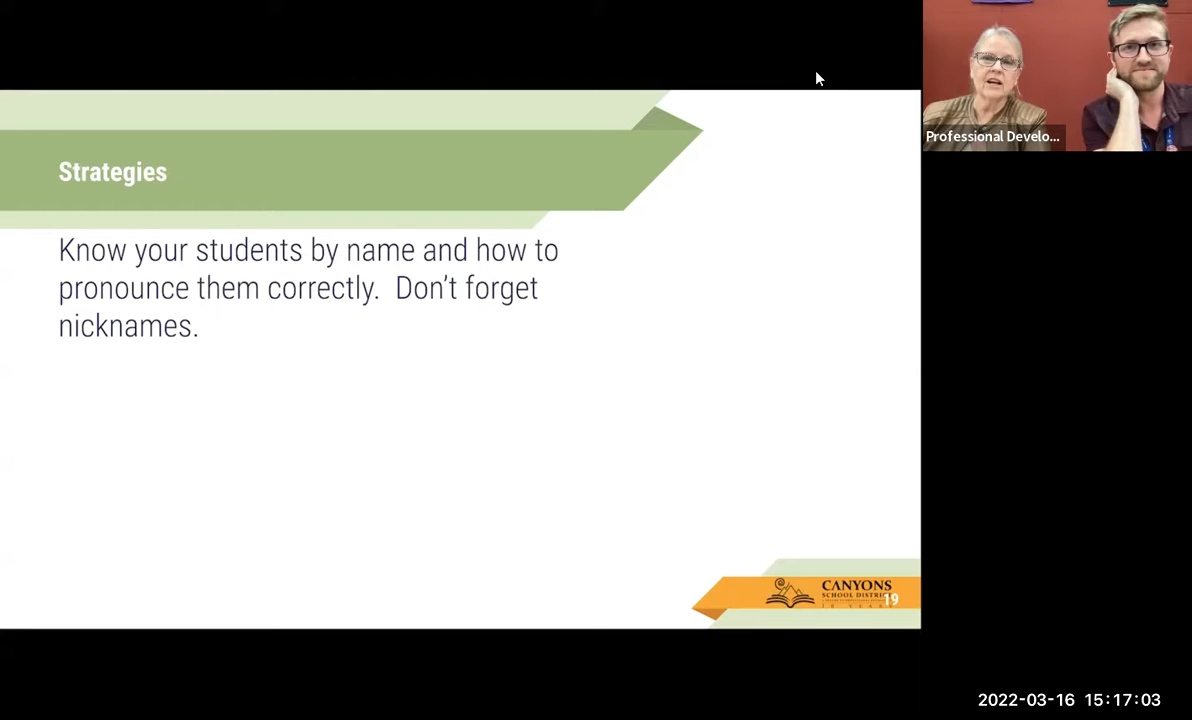 Professional Develo...
Strategies
Know your students by name and how to
pronounce them correctly.  Don't forget
nicknames.
CANYONS
SCHOOL DISTRI
19
2022-03-16 15:17:03